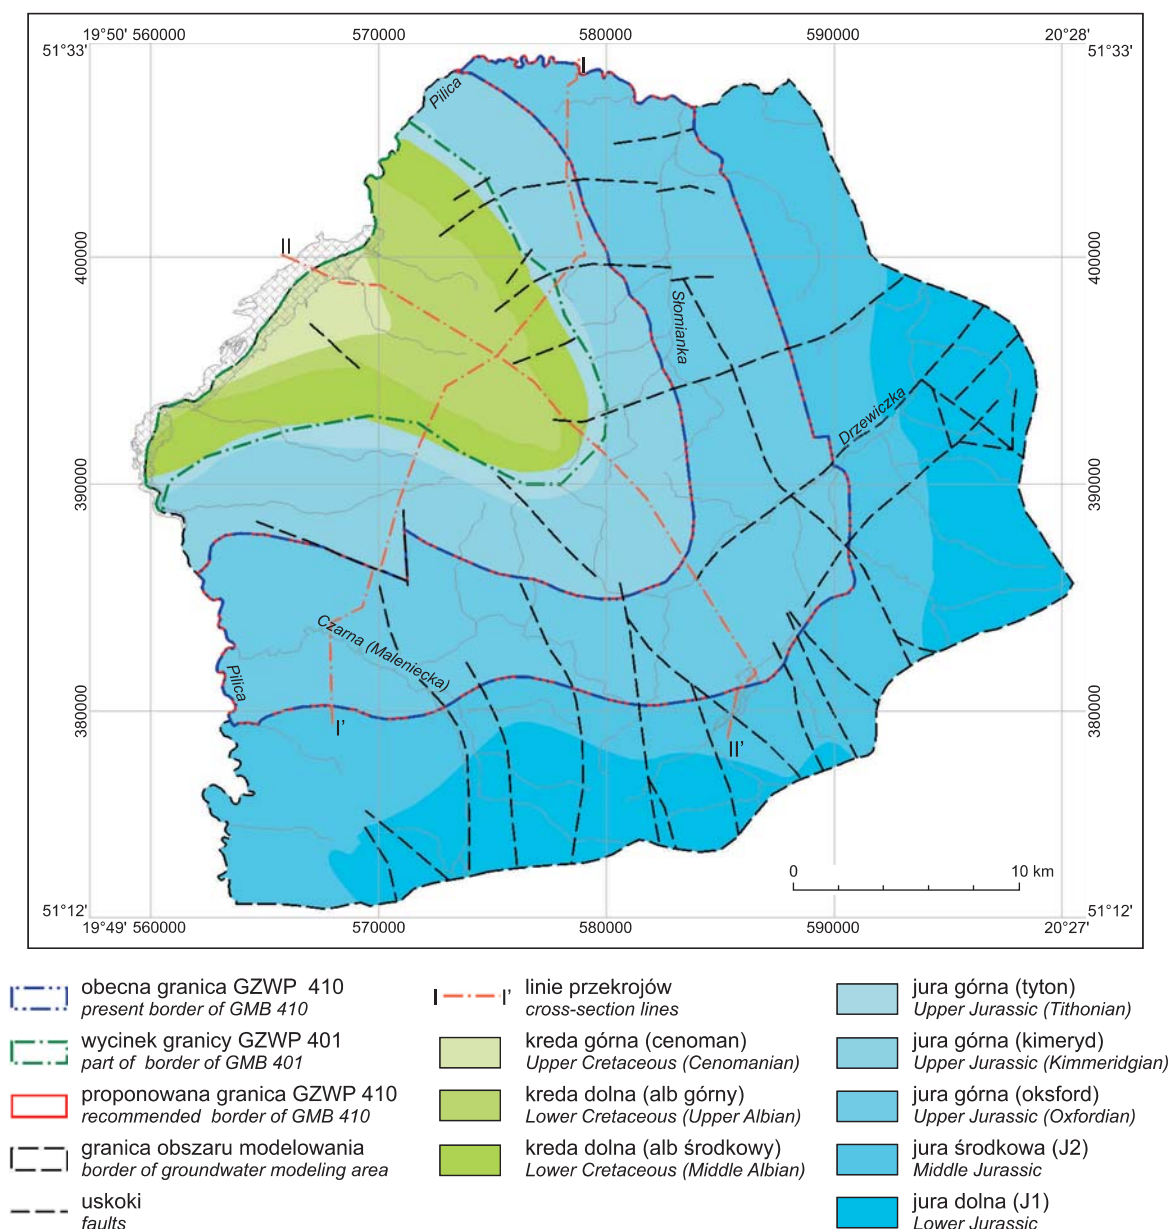 19°50' 560000 570000 580000 590000 20°28'
51°33' 51°33'
I
Pilica
400000 II 400000
Słomianka
Drzewiczka
390000 390000
Czarna (Maleniecka)
Pilica
380000 I' II' 380000
0 10 km
51°12' 51°12'
19°49' 560000 570000 580000 590000 20°27'
obecna granica GZWP 410
present border of GMB 410
wycinek granicy GZWP 401
part of border of GMB 401
proponowana granica GZWP 410
recommended border of GMB 410
granica obszaru modelowania
border of groundwater modeling area
uskoki
faults
I I' linie przekrojów
cross-section lines
kreda górna (cenoman)
Upper Cretaceous (Cenomanian)
kreda dolna (alb górny)
Lower Cretaceous (Upper Albian)
kreda dolna (alb środkowy)
Lower Cretaceous (Middle Albian)
jura górna (tyton)
Upper Jurassic (Tithonian)
jura górna (kimeryd)
Upper Jurassic (Kimmeridgian)
jura górna (oksford)
Upper Jurassic (Oxfordian)
jura środkowa (J2)
Middle Jurassic
jura dolna (J1)
Lower Jurassic